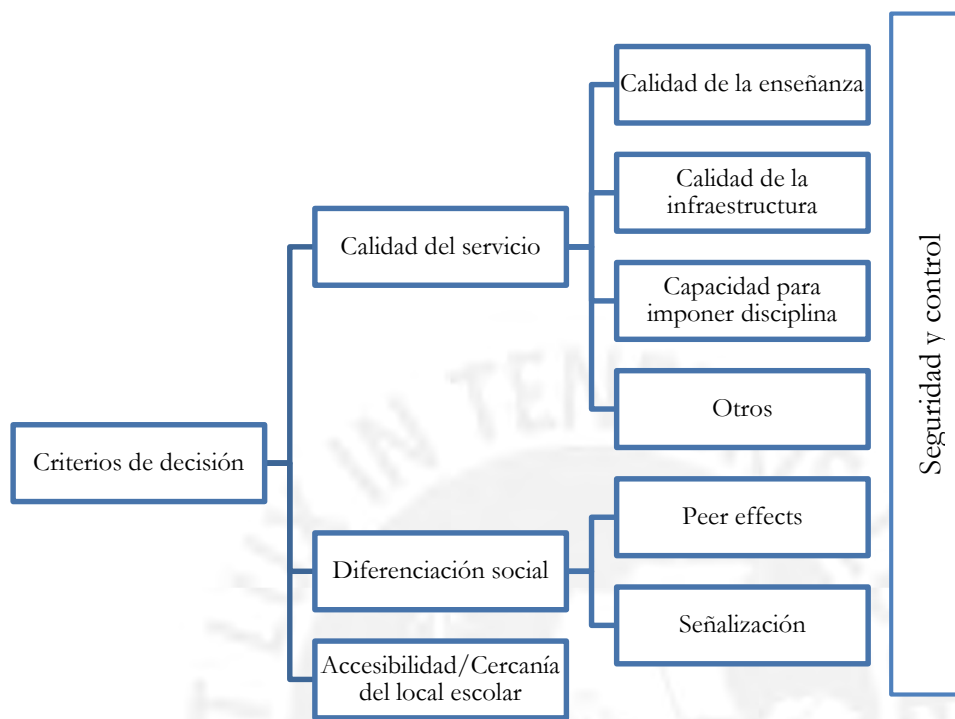 Criterios de decisión
Calidad del servicio
Calidad de la enseñanza
Calidad de la
infraestructura
Capacidad para
imponer disciplina
Otros
Diferenciación social
Peer effects
Señalización
Accesibilidad/Cercanía
del local escolar
Seguridad y control